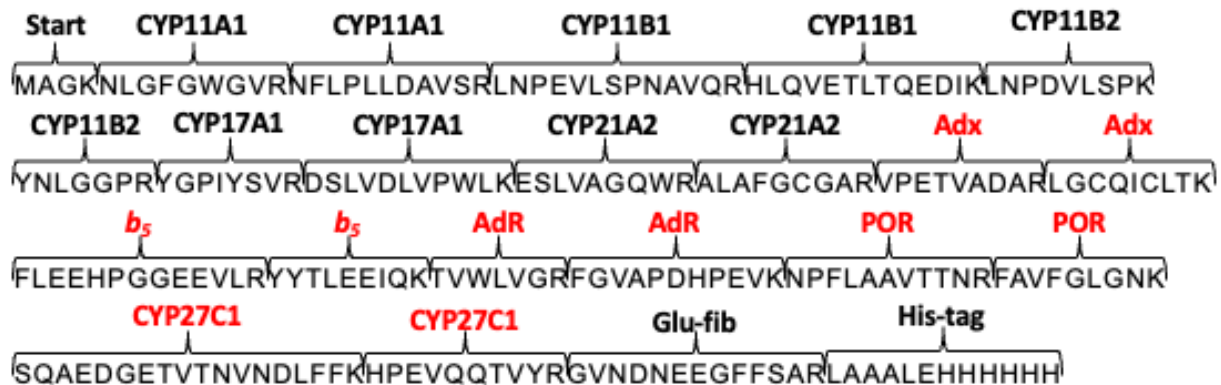 Start CYP11A1 CYP11A1 CYP11B1 CYP11B1 CYP11B2
MAGKNLGFGWGVRNFLPLLDAVSRLNPEVLSPNAVQRHLQVETLTQEDIKLNPDVLSPK
CYP11B2 CYP17A1 CYP17A1 CYP21A2 CYP21A2 Adx Adx
YNLGGPRYGPIYSVRDSLVDLVPWLKESLVAGQWRALAFGCGARVPETVADARLGCQICLTK
b5 b5 AdR AdR POR POR
FLEEHPGGEEVLRYYTLEEIQKTVWLVGRFGVAPDHPEVKNPFLAAVTTNRFAVFGLGNK
CYP27C1 CYP27C1 Glu-fib His-tag
SQAEDGETVTNVNDLFFKHPEVQQTVYRGVNDNEEGFFSARLAAALEHHHHHH